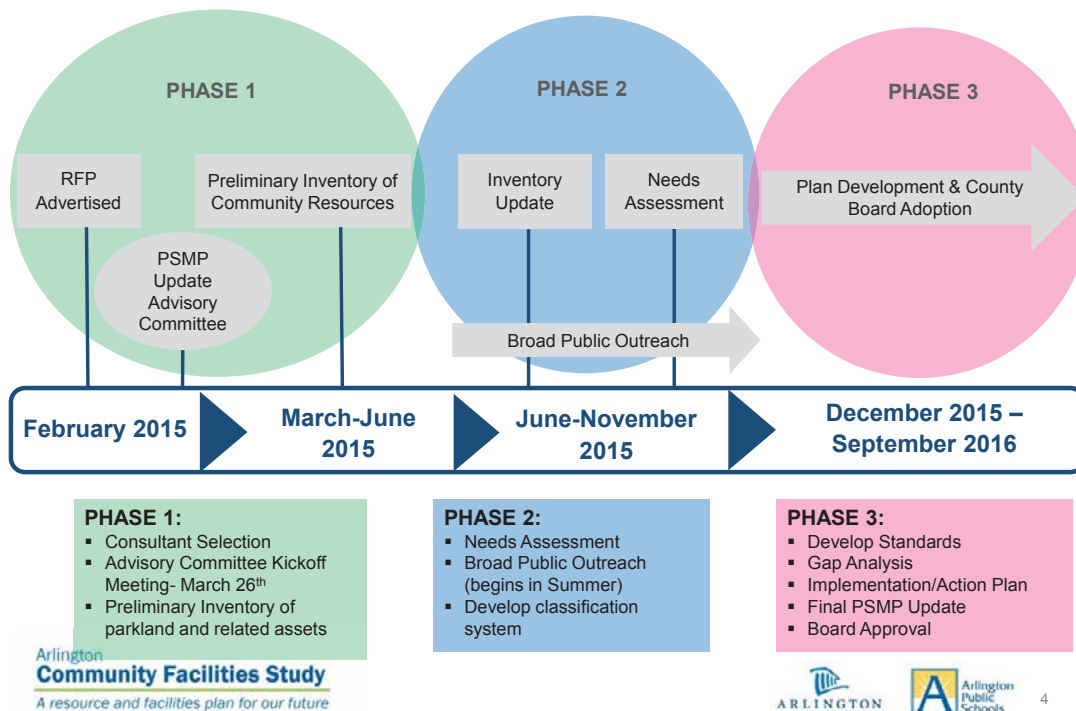 PHASE 1
PHASE 2
PHASE 3
RFP
Advertised
Preliminary Inventory of
Community Resources
PSMP
Update
Advisory
Committee
Inventory
Update
Needs
Assessment
Broad Public Outreach
Plan Development & County
Board Adoption
February 2015
March-June
2015
June-November
2015
December 2015 –
September 2016
PHASE 1:
▪ Consultant Selection
▪ Advisory Committee Kickoff
Meeting- March 26th
▪ Preliminary Inventory of
parkland and related assets
PHASE 2:
▪ Needs Assessment
▪ Broad Public Outreach
(begins in Summer)
▪ Develop classification
system
PHASE 3:
▪ Develop Standards
▪ Gap Analysis
▪ Implementation/Action Plan
▪ Final PSMP Update
▪ Board Approval
Arlington
Community Facilities Study
A resource and facilities plan for our future
ARLINGTON
A
Arlington
Public
Schools
4